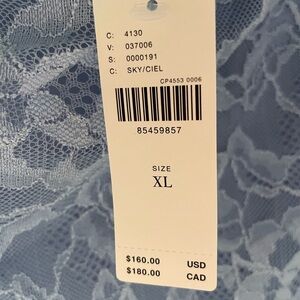 C: 4130
V: 037006
S: 0000191
C: SKY/CIEL
CP4553 0006
85459857
SIZE
XL
$160.00 USD
$180.00 CAD